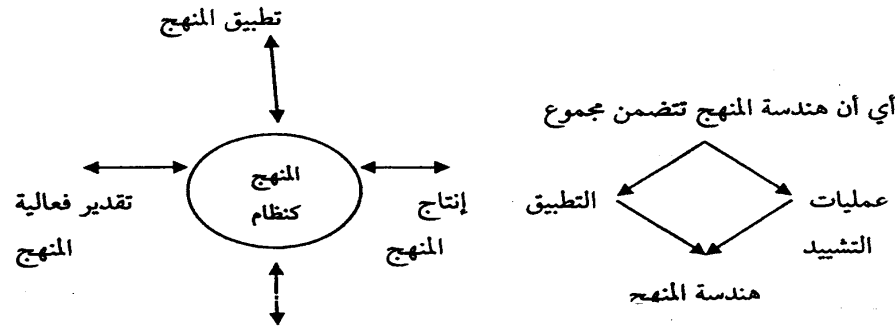 تطبيق المنهج
أي أن هندسة المنهج تتضمن مجموع
المنهج
كنظام
عمليات
التشييد
التطبيق
هندسة المنهج
إنتاج
المنهج
تقدير فعالية
المنهج